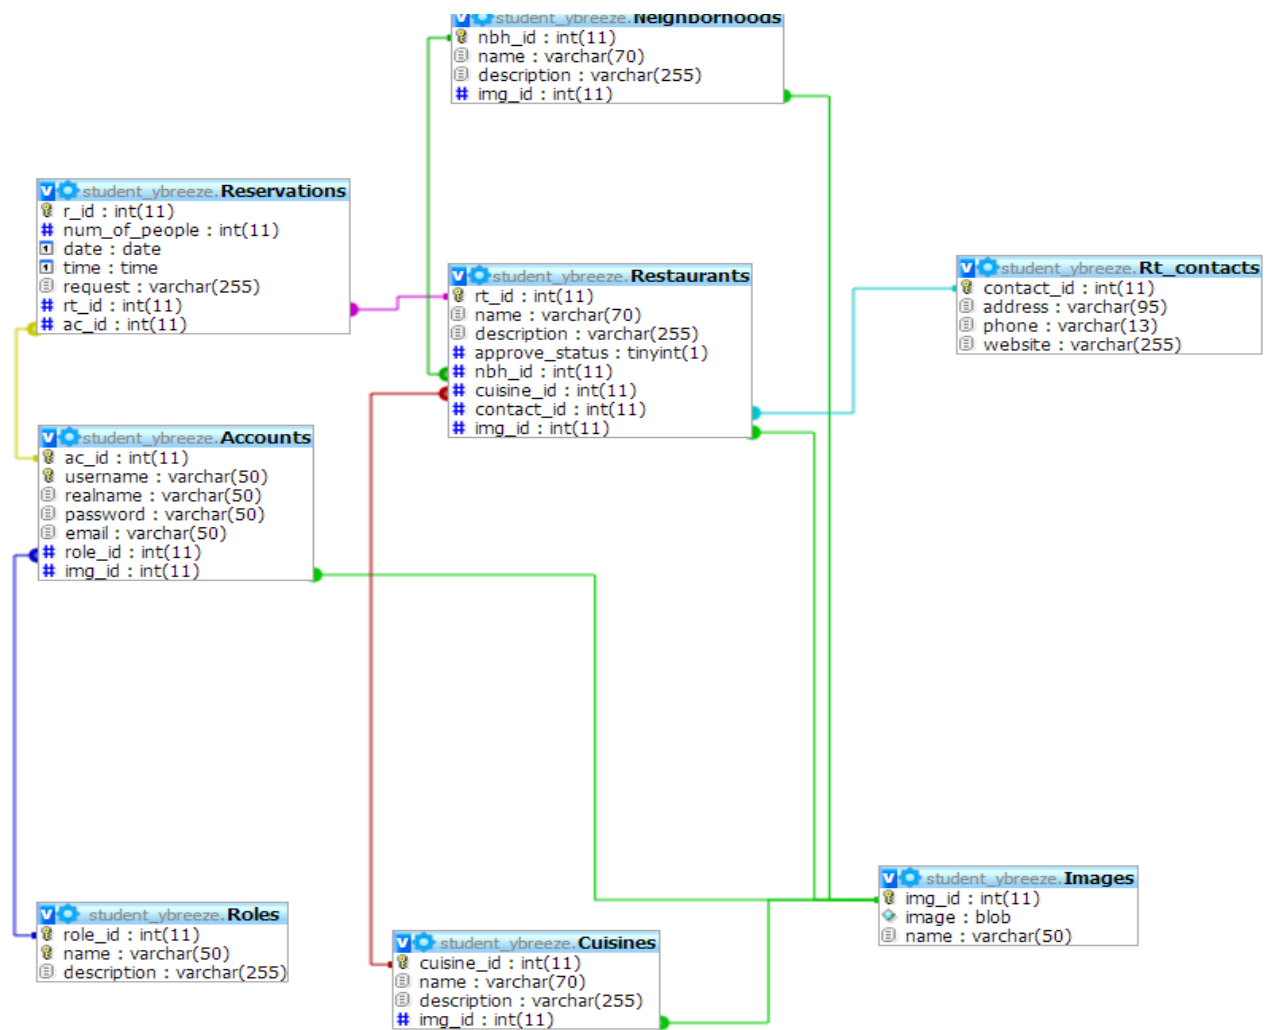 student_ybreeze.Neighborhoods
nbh_id : int(11)
name : varchar(70)
description : varchar(255)
# img_id : int(11)
student_ybreeze.Reservations
r_id : int(11)
# num_of_people : int(11)
date : date
time : time
request : varchar(255)
# rt_id : int(11)
# ac_id : int(11)
student_ybreeze.Restaurants
rt_id : int(11)
name : varchar(70)
description : varchar(255)
# approve_status : tinyint(1)
# nbh_id : int(11)
# cuisine_id : int(11)
# contact_id : int(11)
# img_id : int(11)
student_ybreeze.Rt_contacts
contact_id : int(11)
address : varchar(95)
phone : varchar(13)
website : varchar(255)
student_ybreeze.Accounts
ac_id : int(11)
username : varchar(50)
realname : varchar(50)
password : varchar(50)
email : varchar(50)
# role_id : int(11)
# img_id : int(11)
student_ybreeze.Images
img_id : int(11)
image : blob
name : varchar(50)
student_ybreeze.Roles
role_id : int(11)
name : varchar(50)
description : varchar(255)
student_ybreeze.Cuisines
cuisine_id : int(11)
name : varchar(70)
description : varchar(255)
# img_id : int(11)